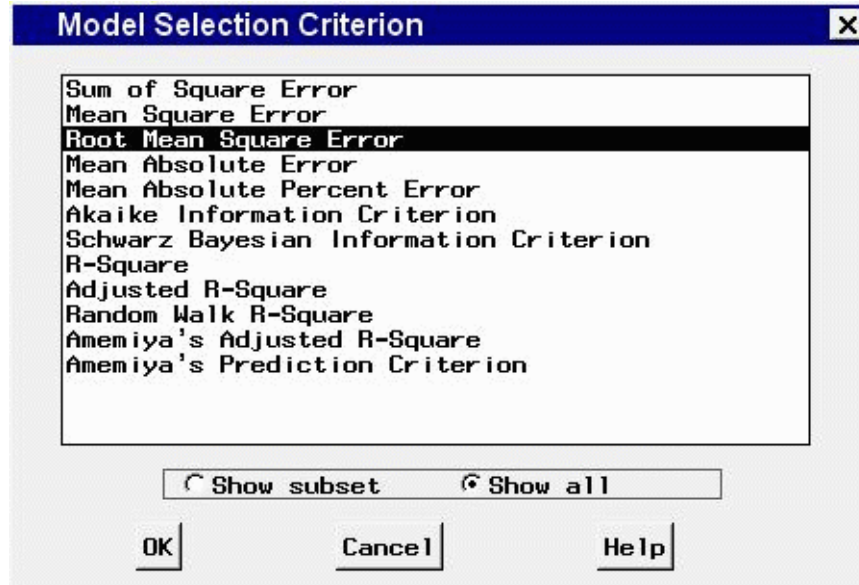 Model Selection Criterion
Sum of Square Error
Mean Square Error
Root Mean Square Error
Mean Absolute Error
Mean Absolute Percent Error
Akaike Information Criterion
Schwarz Bayesian Information Criterion
R-Square
Adjusted R-Square
Random Walk R-Square
Amemiya's Adjusted R-Square
Amemiya's Prediction Criterion
Show subset Show all
OK Cancel Help